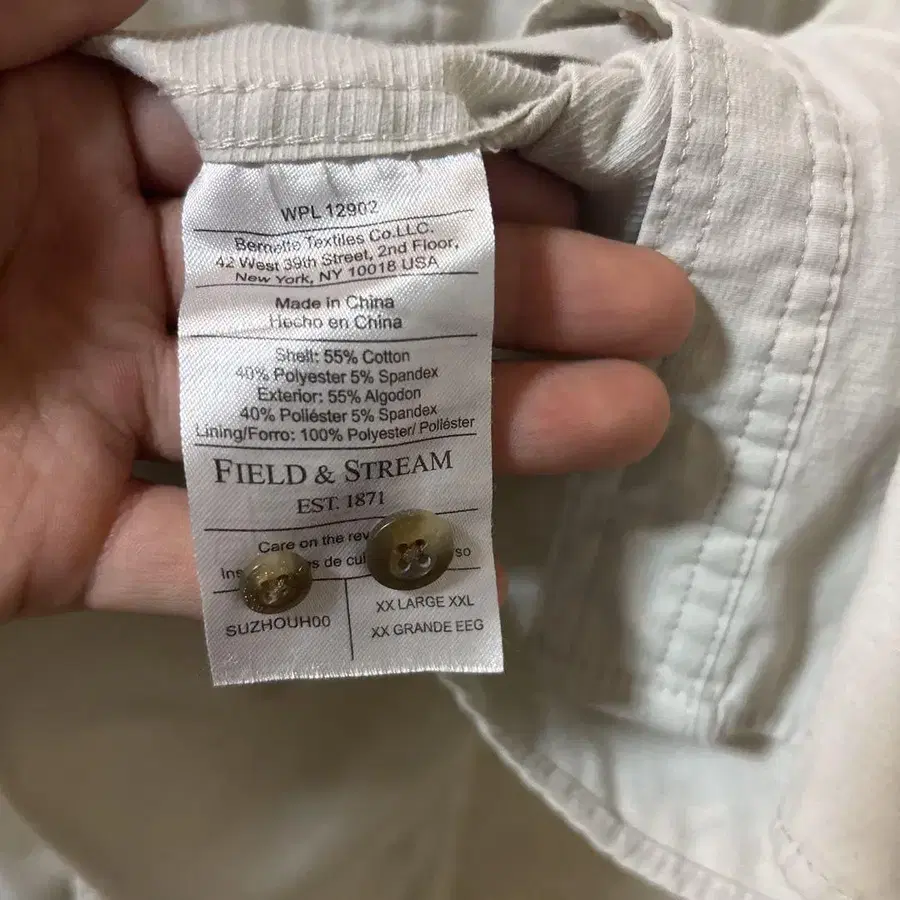 WPL 12902
Bernette Textiles Co.LLC.
42 West 39th Street, 2nd Floor,
New York, NY 10018 USA
Made in China
Hecho en China
Shell: 55% Cotton
40% Polyester 5% Spandex
Exterior: 55% Algodon
40% Poliéster 5% Spandex
Lining/Forro: 100% Polyester/ Poliéster
FIELD & STREAM
EST. 1871
Care on the
de
SUZHOUH00
XX LARGE XXL
XX GRANDE EEG